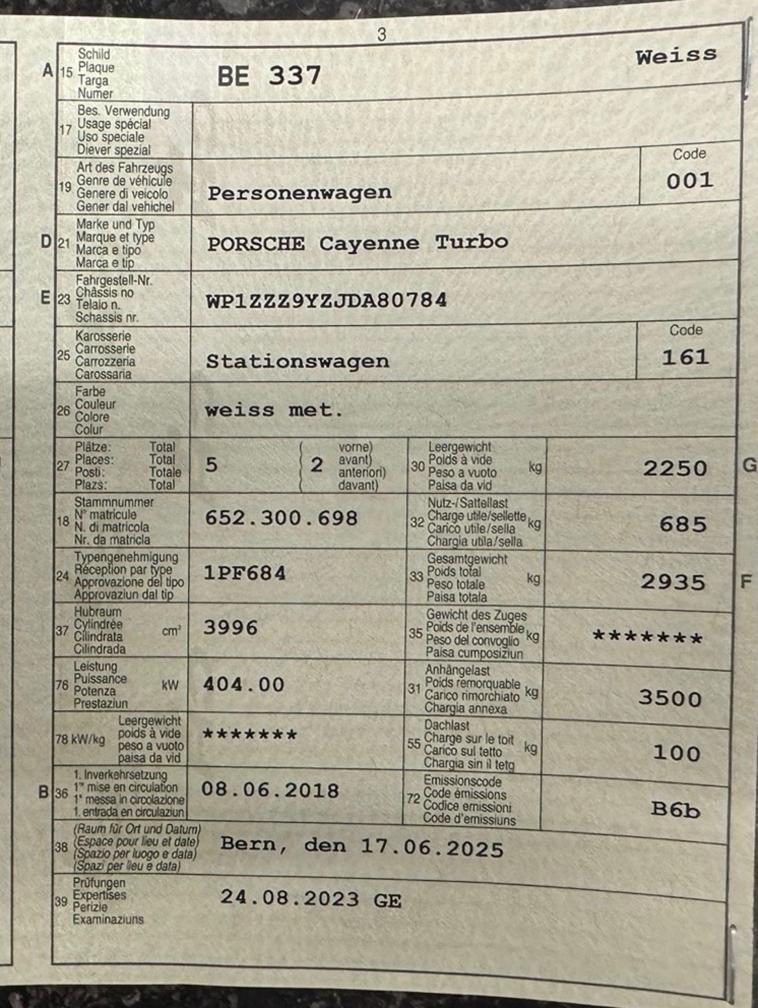 3
A 15 Schild
Plaque
Targa
Numer
BE 337 Weiss
17 Bes. Verwendung
Usage spécial
Uso speciale
Diever spezial
19 Art des Fahrzeugs
Genre de véhicule
Genere di veicolo
Gener dal vehichel
Personenwagen
Code
001
D 21 Marke und Typ
Marque et type
Marca e tipo
Marca e tip
PORSCHE Cayenne Turbo
E 23 Fahrgestell-Nr.
Châssis no
Telaio n.
Schassis nr.
WP1ZZZ9YZJDA80784
25 Karosserie
Carrosserie
Carrozzeria
Carossaria
Stationswagen
Code
161
26 Farbe
Couleur
Colore
Colur
weiss met.
27 Plätze: Total
Places: Total
Posti: Totale
Plazs: Total
5
( 2 vorne)
( avant)
( anteriori)
( davant)
30 Leergewicht
Poids à vide kg
Peso a vuoto
Paisa da vid
2250 G
18 Stammnummer
N° matricule
N. di matricola
Nr. da matricla
652.300.698
32 Nutz-/Sattellast
Charge utile/sellette kg
Carico utile/sella
Chargia utila/sella
685
24 Typengenehmigung
Réception par type
Approvazione del tipo
Approvaziun dal tip
1PF684
33 Gesamtgewicht
Poids total kg
Peso totale
Paisa totala
2935 F
37 Hubraum
Cylindrée cm³
Cilindrata
Cilindrada
3996
35 Gewicht des Zuges
Poids de l'ensemble kg
Peso del convoglio
Paisa cumposiziun
*******
76 Leistung
Puissance kW
Potenza
Prestaziun
404.00
31 Anhängelast
Poids remorquable kg
Carico rimorchiato
Chargia annexa
3500
78 kW/kg Leergewicht
poids à vide
peso a vuoto
paisa da vid
*******
55 Dachlast
Charge sur le toit kg
Carico sul tetto
Chargia sin il tetg
100
B 36 1. Inverkehrsetzung
1re mise en circulation
1a messa in circolazione
1. entrada en circulaziun
08.06.2018
72 Emissionscode
Code émissions
Codice emissioni
Code d'emissiuns
B6b
38 (Raum für Ort und Datum)
(Espace pour lieu et date)
(Spazio per luogo e data)
(Spazi per lieu e data)
Bern, den 17.06.2025
39 Prüfungen
Expertises
Perizie
Examinaziuns
24.08.2023 GE